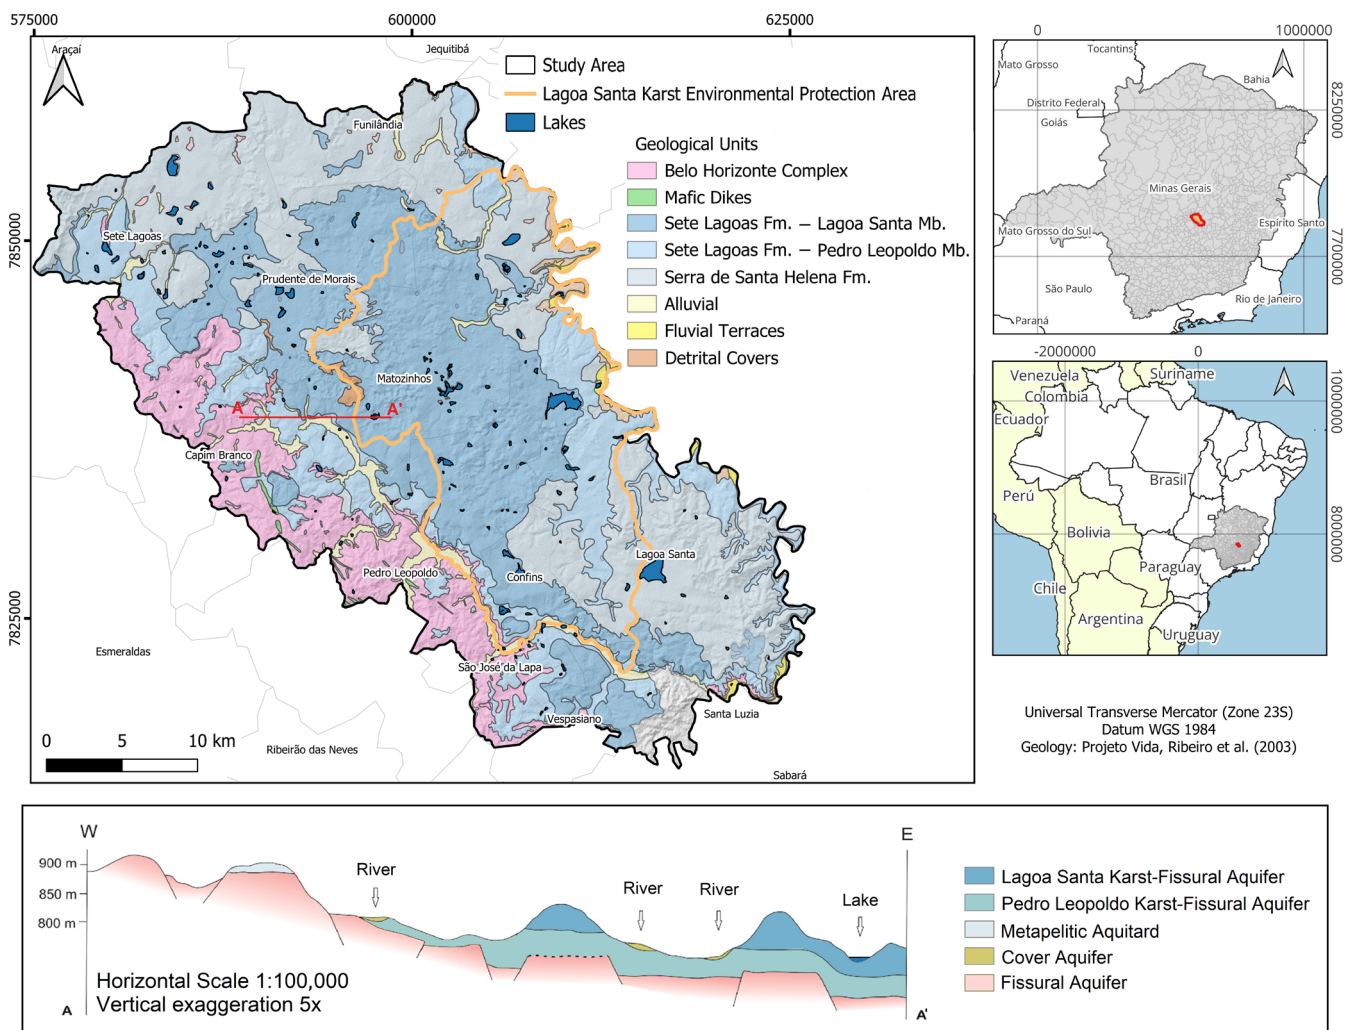 575000
600000
625000
7850000
7825000
Araçaí
Jequitibá
Funilândia
Sete Lagoas
Prudente de Morais
Matozinhos
A
A'
Capim Branco
Pedro Leopoldo
Confins
Lagoa Santa
São José da Lapa
Vespasiano
Santa Luzia
Esmeraldas
Ribeirão das Neves
Sabará
0 5 10 km
Study Area
Lagoa Santa Karst Environmental Protection Area
Lakes
Geological Units
Belo Horizonte Complex
Mafic Dikes
Sete Lagoas Fm. – Lagoa Santa Mb.
Sete Lagoas Fm. – Pedro Leopoldo Mb.
Serra de Santa Helena Fm.
Alluvial
Fluvial Terraces
Detrital Covers
0
1000000
8250000
7700000
Tocantins
Mato Grosso
Bahia
Distrito Federal
Goiás
Minas Gerais
Espírito Santo
Mato Grosso do Sul
São Paulo
Rio de Janeiro
Paraná
-2000000
0
10000000
8000000
Venezuela
Suriname
Colombia
Ecuador
Brasil
Perú
Bolivia
Paraguay
Chile
Argentina
Uruguay
Universal Transverse Mercator (Zone 23S)
Datum WGS 1984
Geology: Projeto Vida, Ribeiro et al. (2003)
W
E
900 m
850 m
800 m
River
River
River
Lake
Horizontal Scale 1:100,000
Vertical exaggeration 5x
A
A'
Lagoa Santa Karst-Fissural Aquifer
Pedro Leopoldo Karst-Fissural Aquifer
Metapelitic Aquitard
Cover Aquifer
Fissural Aquifer